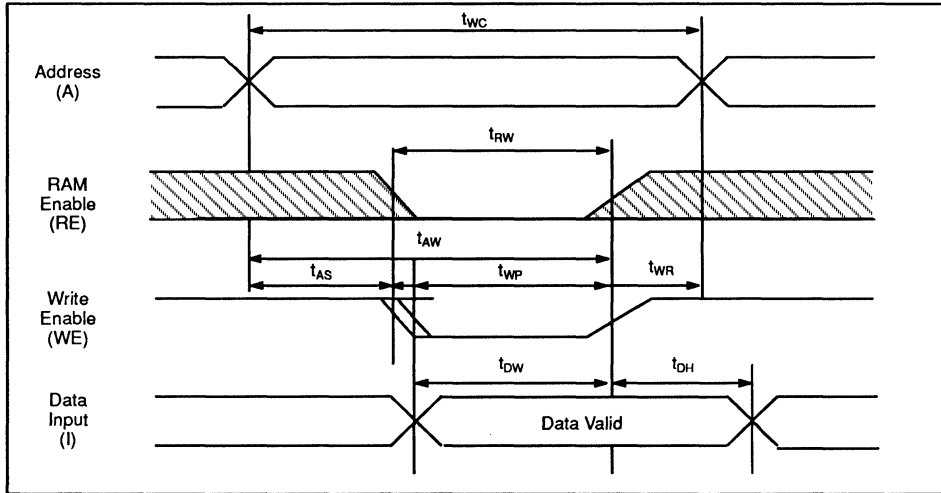 tWC
Address
(A)
tRW
RAM
Enable
(RE)
tAW
tAS
tWP
tWR
Write
Enable
(WE)
tDW
tDH
Data
Input
(I)
Data Valid